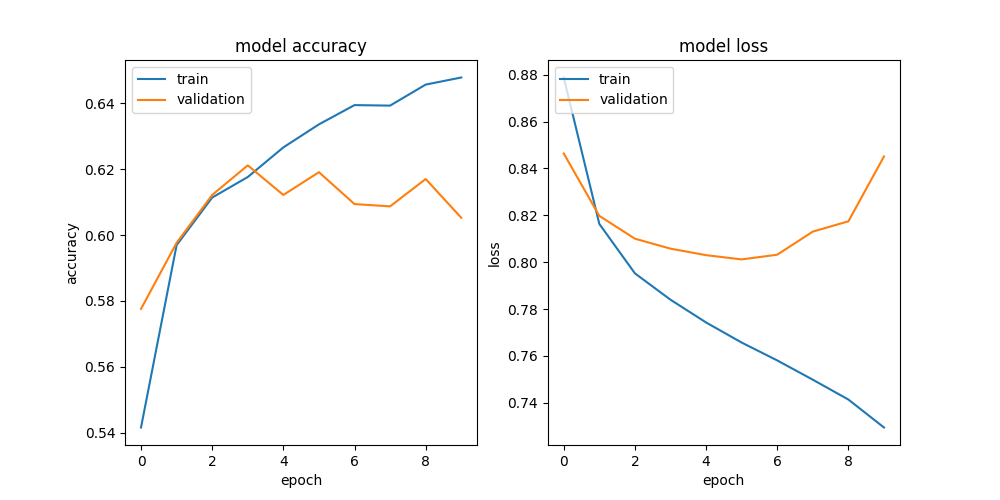 model accuracy
train
validation
0.64
0.62
0.60
0.58
0.56
0.54
accuracy
0 2 4 6 8
epoch
model loss
train
validation
0.88
0.86
0.84
0.82
0.80
0.78
0.76
0.74
loss
0 2 4 6 8
epoch